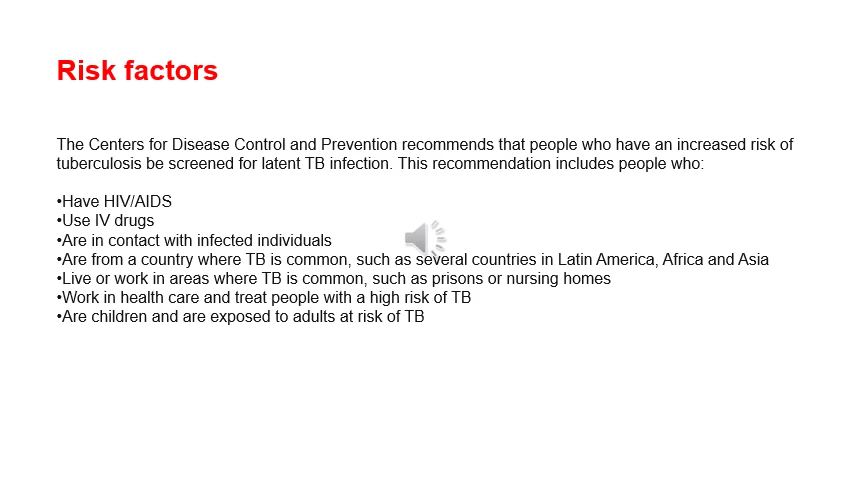 Risk factors
The Centers for Disease Control and Prevention recommends that people who have an increased risk of
tuberculosis be screened for latent TB infection. This recommendation includes people who:
•Have HIV/AIDS
•Use IV drugs
•Are in contact with infected individuals
•Are from a country where TB is common, such as several countries in Latin America, Africa and Asia
•Live or work in areas where TB is common, such as prisons or nursing homes
•Work in health care and treat people with a high risk of TB
•Are children and are exposed to adults at risk of TB